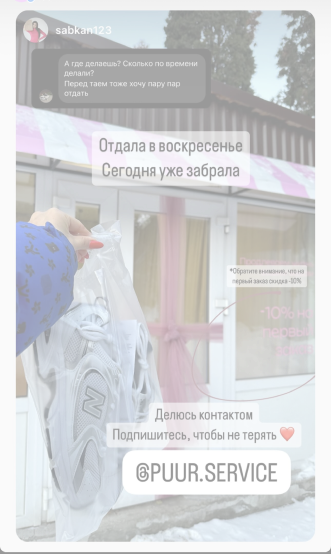 sabkan123
А где делаешь? Сколько по времени
делали?
Перед таем тоже хочу пару пар
отдать
Отдала в воскресенье
Сегодня уже забрала
*Обратите внимание, что на
первый заказ скидка -10%
-10% на
первый
N
Делюсь контактом
Подпишитесь, чтобы не терять ❤️
@PUUR.SERVICE